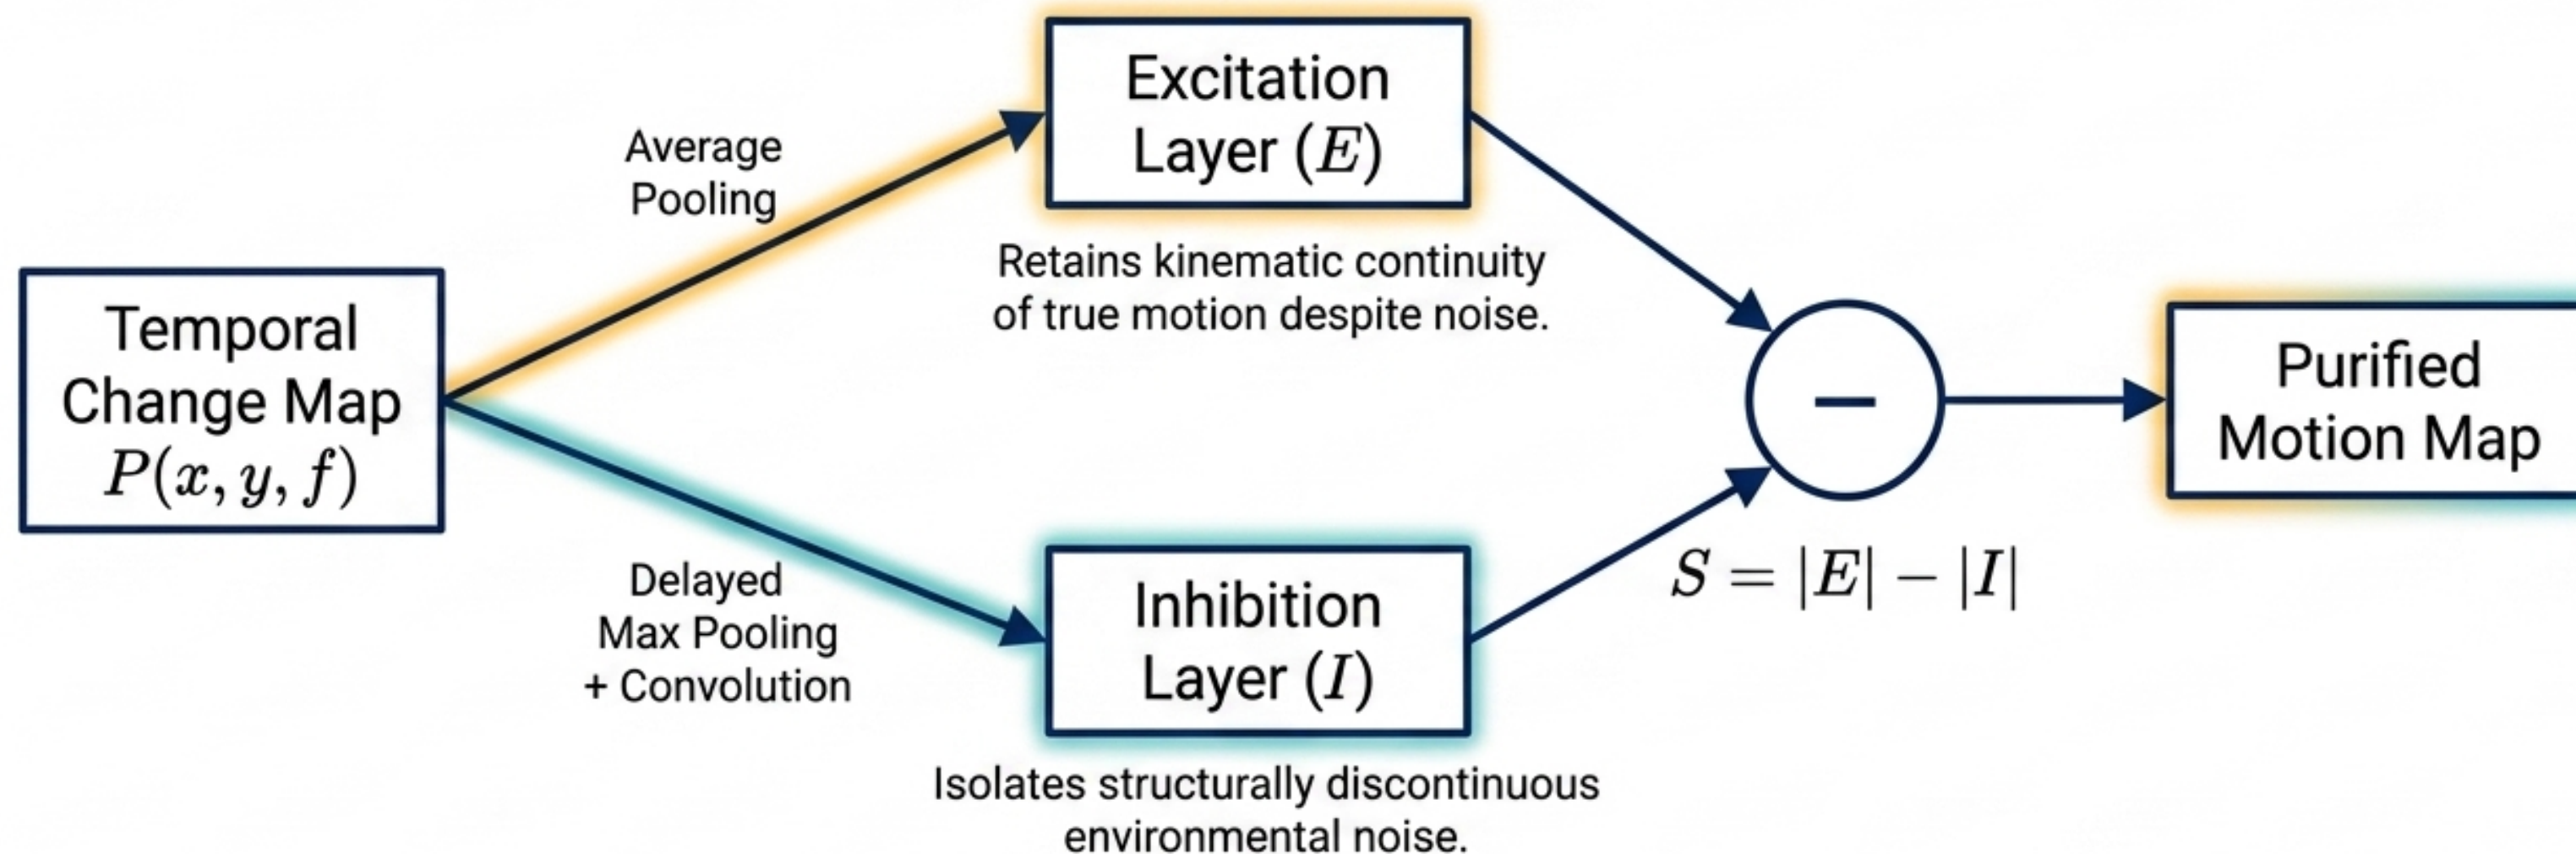 Temporal
Change Map
P(x, y, f)
Average
Pooling
Delayed
Max Pooling
+ Convolution
Excitation
Layer (E)
Retains kinematic continuity
of true motion despite noise.
Inhibition
Layer (I)
Isolates structurally discontinuous
environmental noise.
−
S = |E| − |I|
Purified
Motion Map